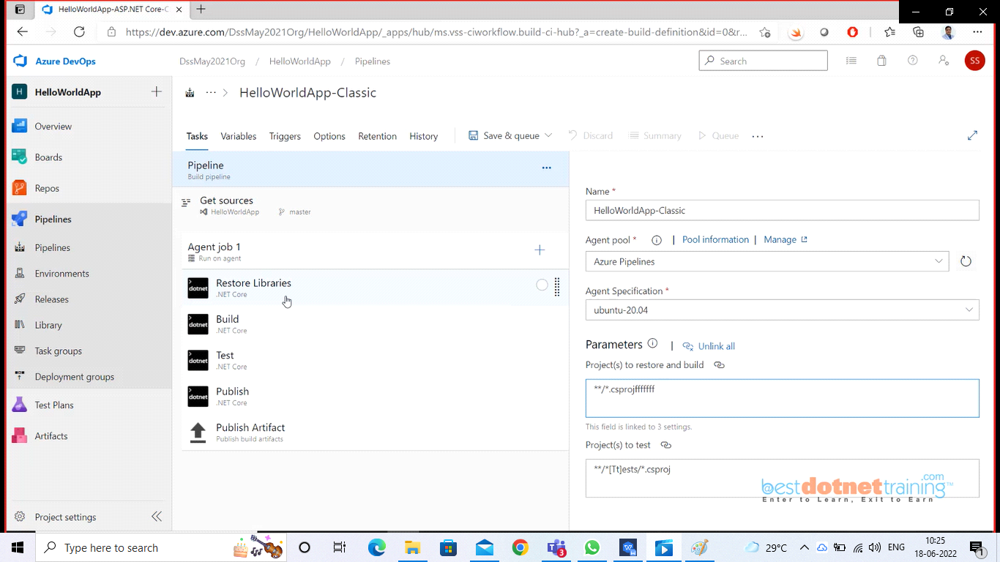 HelloWorldApp-ASP.NET Core-C
https://dev.azure.com/DssMay2021Org/HelloWorldApp/_apps/hub/ms.vss-ciworkflow.build-ci-hub?_a=create-build-definition&id=0&r...
Azure DevOps
DssMay2021Org / HelloWorldApp / Pipelines
Search
SS
H HelloWorldApp
HelloWorldApp-Classic
Overview
Boards
Repos
Pipelines
Pipelines
Environments
Releases
Library
Task groups
Deployment groups
Test Plans
Artifacts
Project settings
Tasks Variables Triggers Options Retention History Save & queue Discard Summary Queue ...
Pipeline
Build pipeline
Get sources
HelloWorldApp master
Agent job 1
Run on agent
dotnet Restore Libraries
.NET Core
dotnet Build
.NET Core
dotnet Test
.NET Core
dotnet Publish
.NET Core
Publish Artifact
Publish build artifacts
Name *
HelloWorldApp-Classic
Agent pool * | Pool information | Manage
Azure Pipelines
Agent Specification *
ubuntu-20.04
Parameters | Unlink all
Project(s) to restore and build
**/*.csprojfffffff
This field is linked to 3 settings.
Project(s) to test
**/*[Tt]ests/*.csproj
@bestdotnettraining.com™
Enter to Learn, Exit to Earn
Type here to search
3
29°C
ENG
10:25
18-06-2022
1